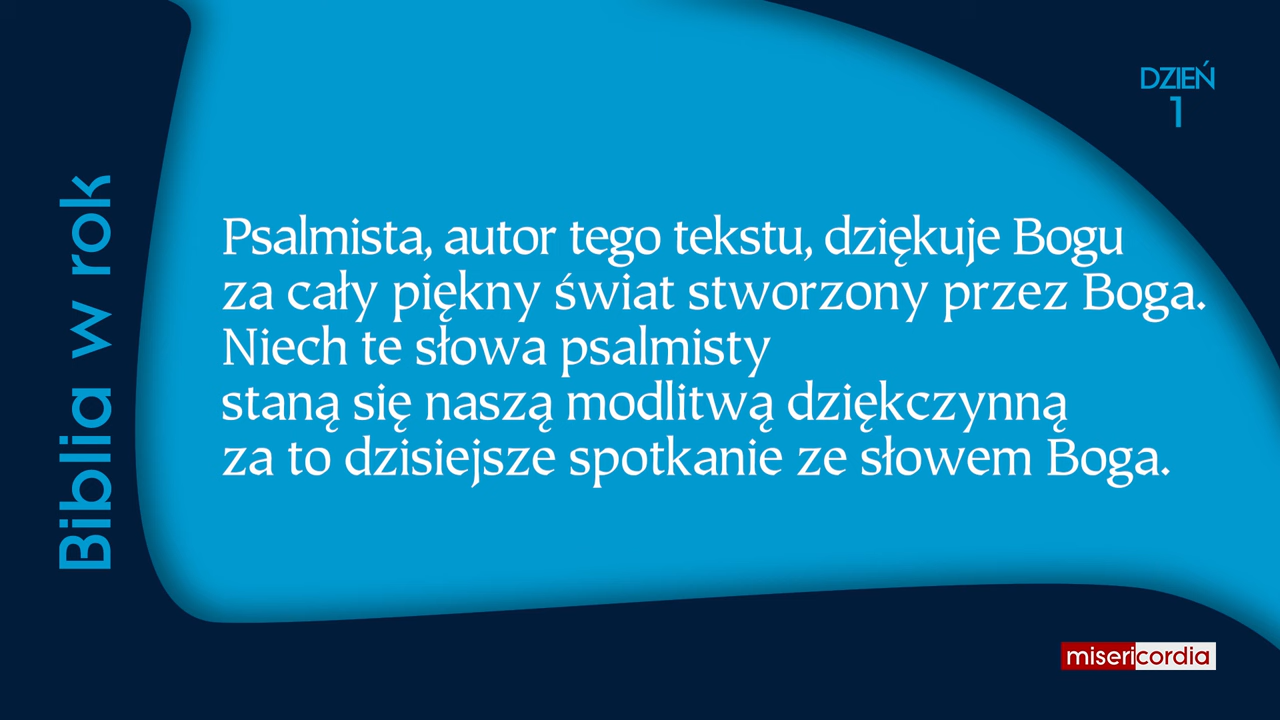 DZIEŃ
1
Biblia w rok
Psalmista, autor tego tekstu, dziękuje Bogu
za cały piękny świat stworzony przez Boga.
Niech te słowa psalmisty
staną się naszą modlitwą dziękczynną
za to dzisiejsze spotkanie ze słowem Boga.
misericordia